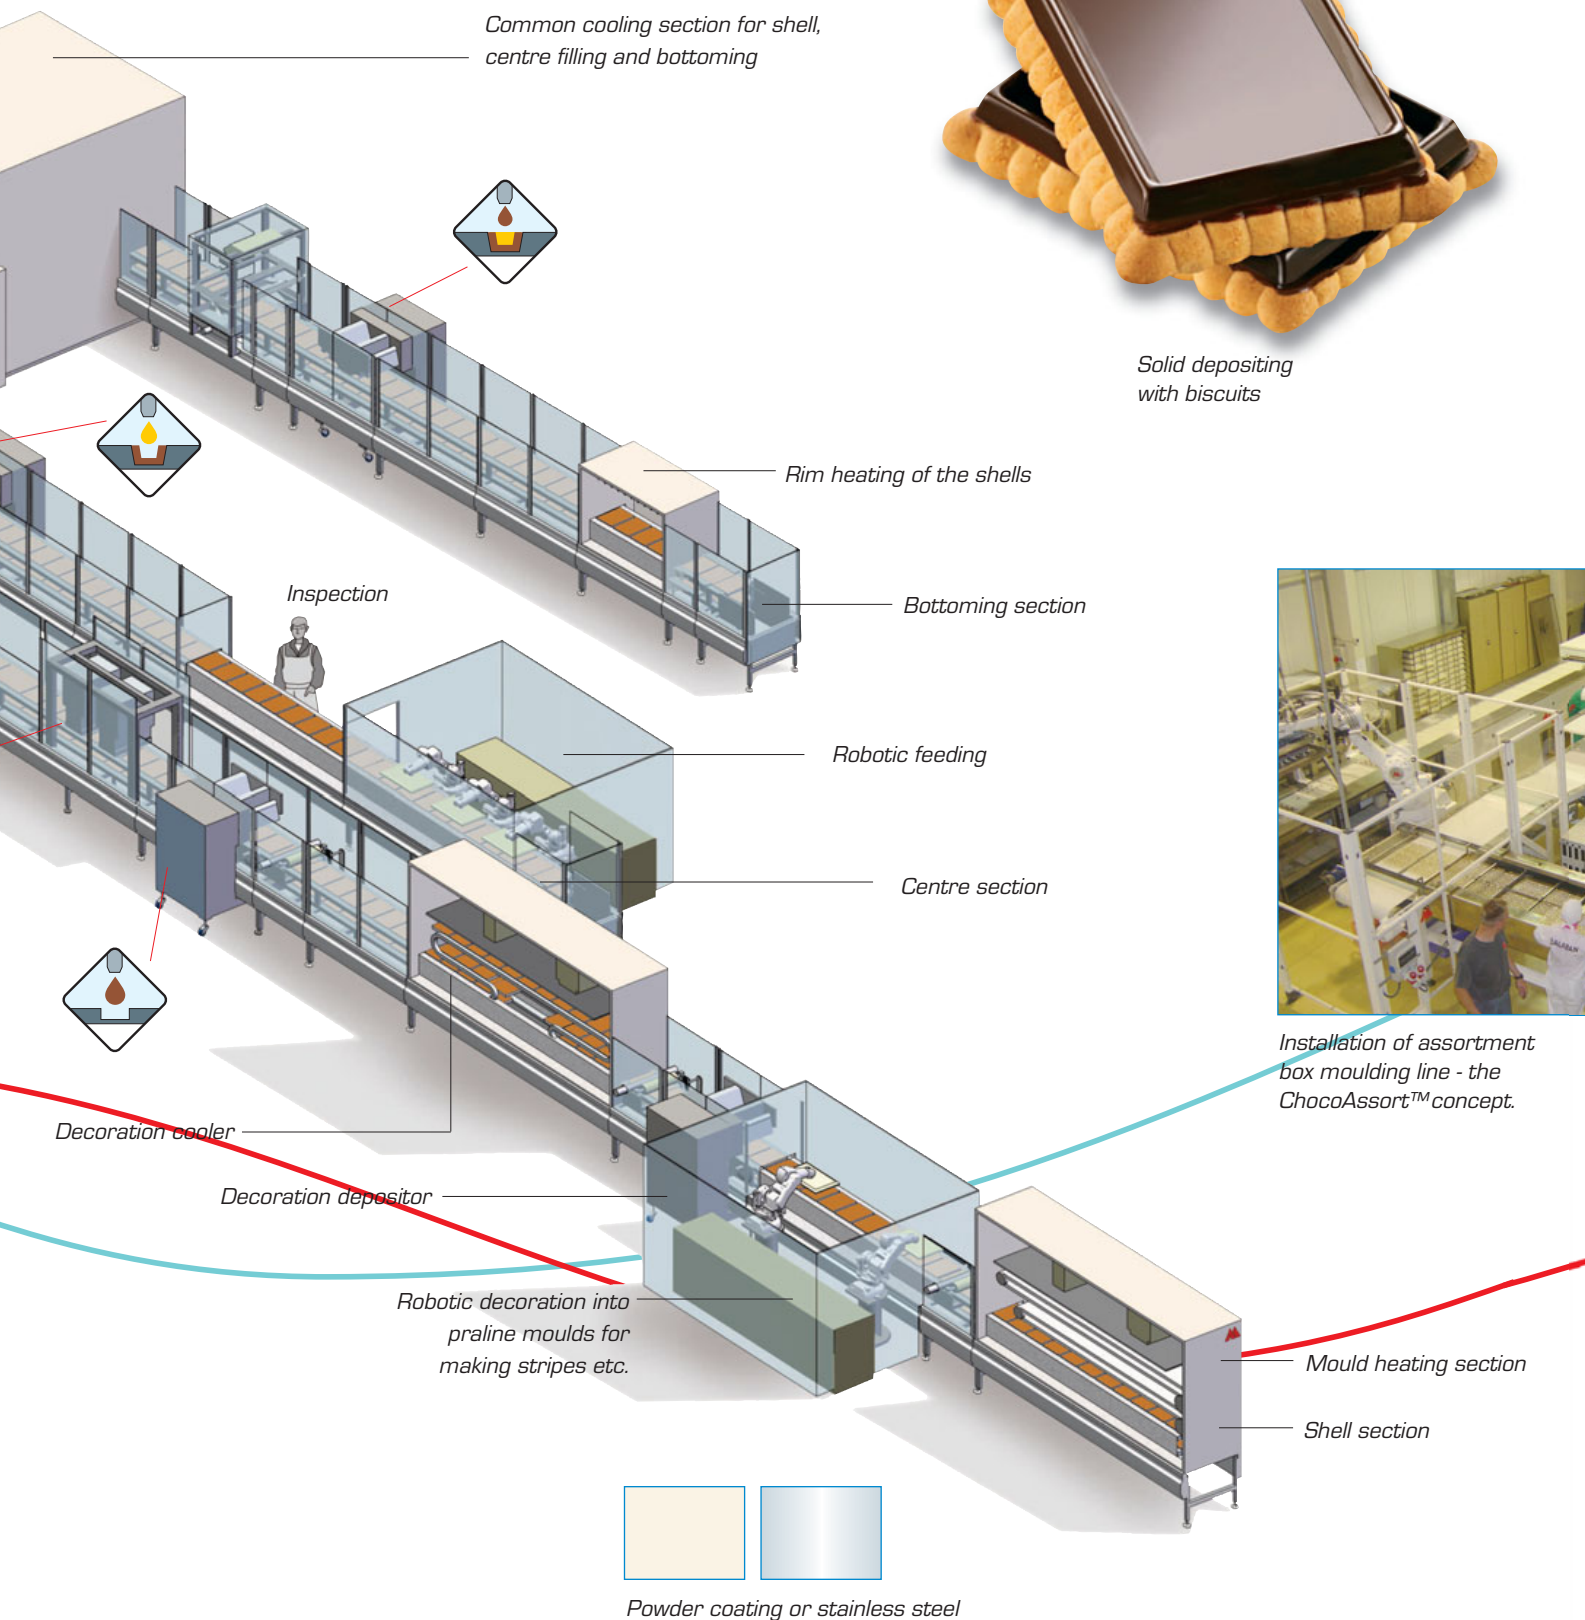 Common cooling section for shell,
centre filling and bottoming
Solid depositing
with biscuits
Rim heating of the shells
Inspection
Bottoming section
Robotic feeding
Centre section
Installation of assortment
box moulding line - the
ChocoAssort™ concept.
Decoration cooler
Decoration depositor
Robotic decoration into
praline moulds for
making stripes etc.
Mould heating section
Shell section
Powder coating or stainless steel